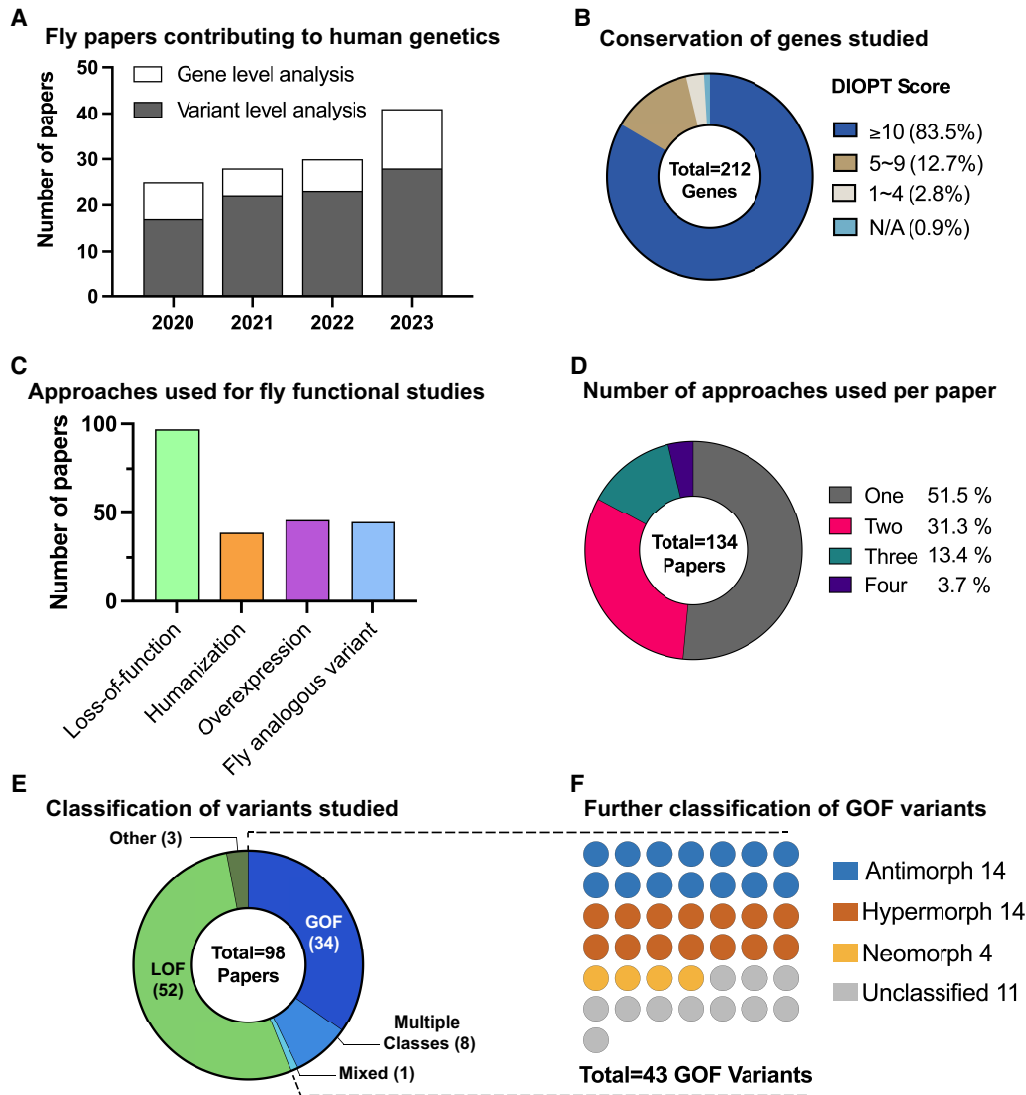 A
Fly papers contributing to human genetics
Number of papers
50
40
30
20
10
0
Gene level analysis
Variant level analysis
2020
2021
2022
2023
B
Conservation of genes studied
Total=212
Genes
DIOPT Score
≥10 (83.5%)
5~9 (12.7%)
1~4 (2.8%)
N/A (0.9%)
C
Approaches used for fly functional studies
Number of papers
100
50
0
Loss-of-function
Humanization
Overexpression
Fly analogous variant
D
Number of approaches used per paper
Total=134
Papers
One 51.5 %
Two 31.3 %
Three 13.4 %
Four 3.7 %
E
Classification of variants studied
Other (3)
GOF
(34)
Total=98
Papers
LOF
(52)
Multiple
Classes (8)
Mixed (1)
F
Further classification of GOF variants
Antimorph 14
Hypermorph 14
Neomorph 4
Unclassified 11
Total=43 GOF Variants